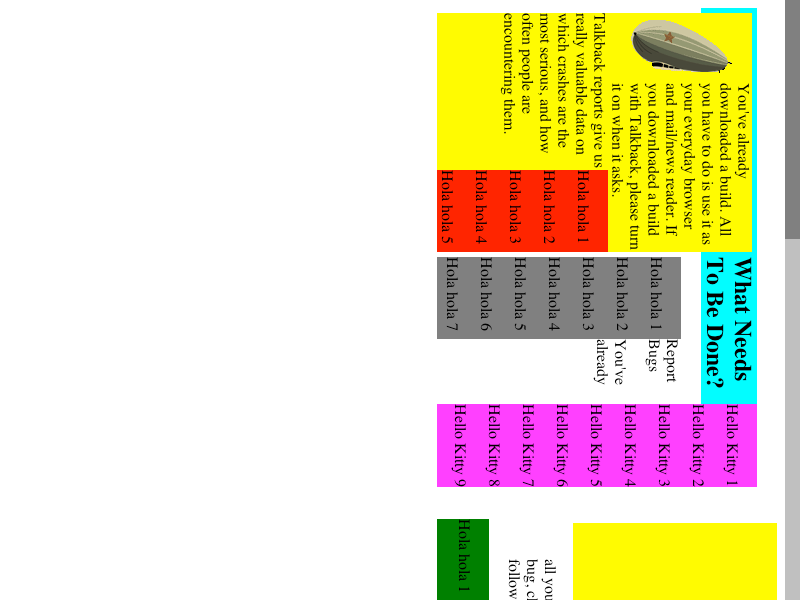 You've already
downloaded a build. All
you have to do is use it as
your everyday browser
and mail/news reader. If
you downloaded a build
with Talkback, please turn
it on when it asks.
Talkback reports give us
really valuable data on
which crashes are the
most serious, and how
often people are
encountering them.
Hola hola 1
Hola hola 2
Hola hola 3
Hola hola 4
Hola hola 5
What Needs
To Be Done?
Hola hola 1
Hola hola 2
Hola hola 3
Hola hola 4
Hola hola 5
Hola hola 6
Hola hola 7
Report
Bugs
You've
already
Hello Kitty 1
Hello Kitty 2
Hello Kitty 3
Hello Kitty 4
Hello Kitty 5
Hello Kitty 6
Hello Kitty 7
Hello Kitty 8
Hello Kitty 9
all you
bug, cl
follow
Hola hola 1